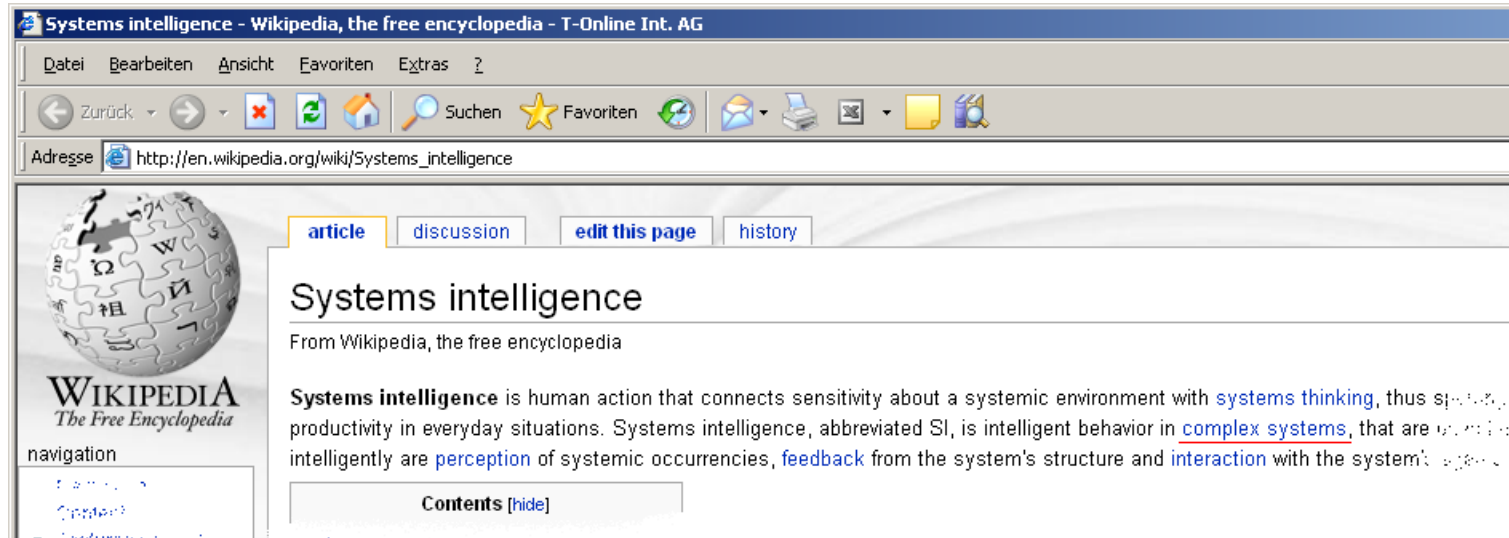 Systems intelligence - Wikipedia, the free encyclopedia - T-Online Int. AG
Datei Bearbeiten Ansicht Favoriten Extras ?
Zurück Suchen Favoriten
Adresse http://en.wikipedia.org/wiki/Systems_intelligence
article discussion edit this page history
Systems intelligence
From Wikipedia, the free encyclopedia
Systems intelligence is human action that connects sensitivity about a systemic environment with systems thinking, thus
productivity in everyday situations. Systems intelligence, abbreviated SI, is intelligent behavior in complex systems, that are
intelligently are perception of systemic occurrencies, feedback from the system's structure and interaction with the system's
Contents [hide]
WIKIPEDIA
The Free Encyclopedia
navigation